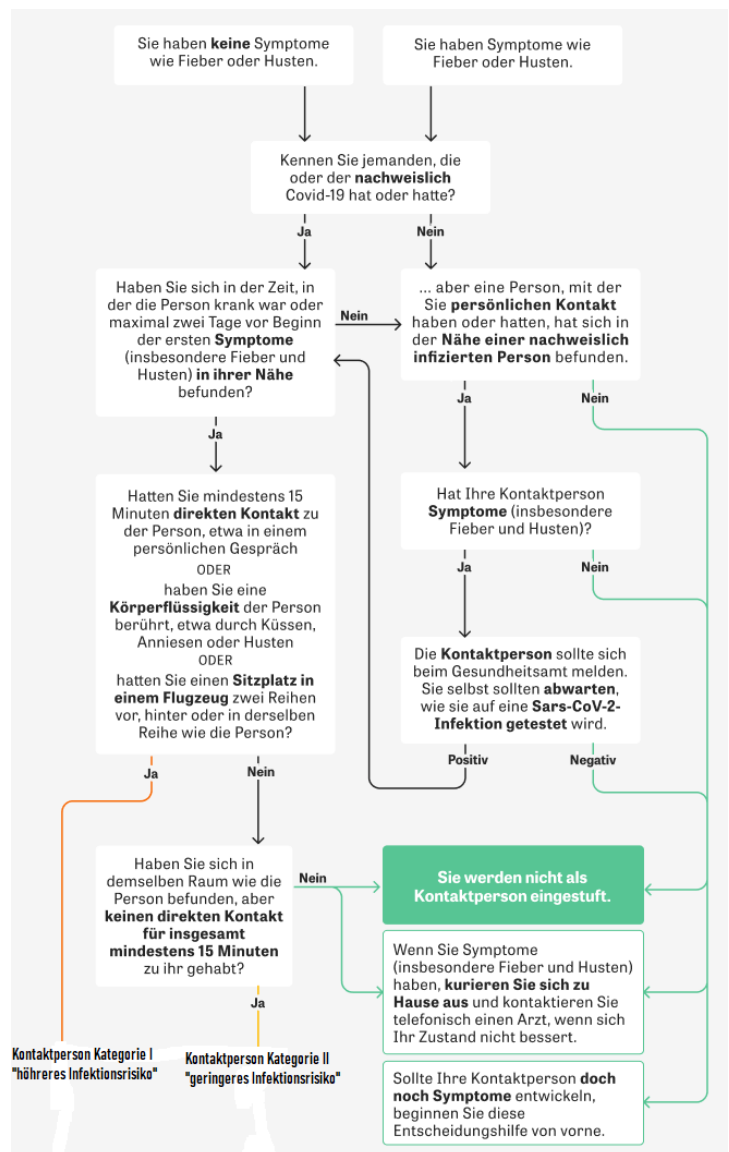 Sie haben keine Symptome
wie Fieber oder Husten.
Sie haben Symptome wie
Fieber oder Husten.
Kennen Sie jemanden, die
oder der nachweislich
Covid-19 hat oder hatte?
Ja
Nein
Haben Sie sich in der Zeit, in
der die Person krank war oder
maximal zwei Tage vor Beginn
der ersten Symptome
(insbesondere Fieber und
Husten) in ihrer Nähe
befunden?
Nein
... aber eine Person, mit der
Sie persönlichen Kontakt
haben oder hatten, hat sich in
der Nähe einer nachweislich
infizierten Person befunden.
Ja
Ja
Nein
Hatten Sie mindestens 15
Minuten direkten Kontakt zu
der Person, etwa in einem
persönlichen Gespräch
ODER
haben Sie eine
Körperflüssigkeit der Person
berührt, etwa durch Küssen,
Anniesen oder Husten
ODER
hatten Sie einen Sitzplatz in
einem Flugzeug zwei Reihen
vor, hinter oder in derselben
Reihe wie die Person?
Hat Ihre Kontaktperson
Symptome (insbesondere
Fieber und Husten)?
Ja
Nein
Die Kontaktperson sollte sich
beim Gesundheitsamt melden.
Sie selbst sollten abwarten,
wie sie auf eine Sars-CoV-2-
Infektion getestet wird.
Ja
Nein
Positiv
Negativ
Haben Sie sich in
demselben Raum wie die
Person befunden, aber
keinen direkten Kontakt
für insgesamt
mindestens 15 Minuten
zu ihr gehabt?
Nein
Sie werden nicht als
Kontaktperson eingestuft.
Wenn Sie Symptome
(insbesondere Fieber und Husten)
haben, kurieren Sie sich zu
Hause aus und kontaktieren Sie
telefonisch einen Arzt, wenn sich
Ihr Zustand nicht bessert.
Ja
Kontaktperson Kategorie I
"höhreres Infektionsrisiko"
Kontaktperson Kategorie II
"geringeres Infektionsrisiko"
Sollte Ihre Kontaktperson doch
noch Symptome entwickeln,
beginnen Sie diese
Entscheidungshilfe von vorne.